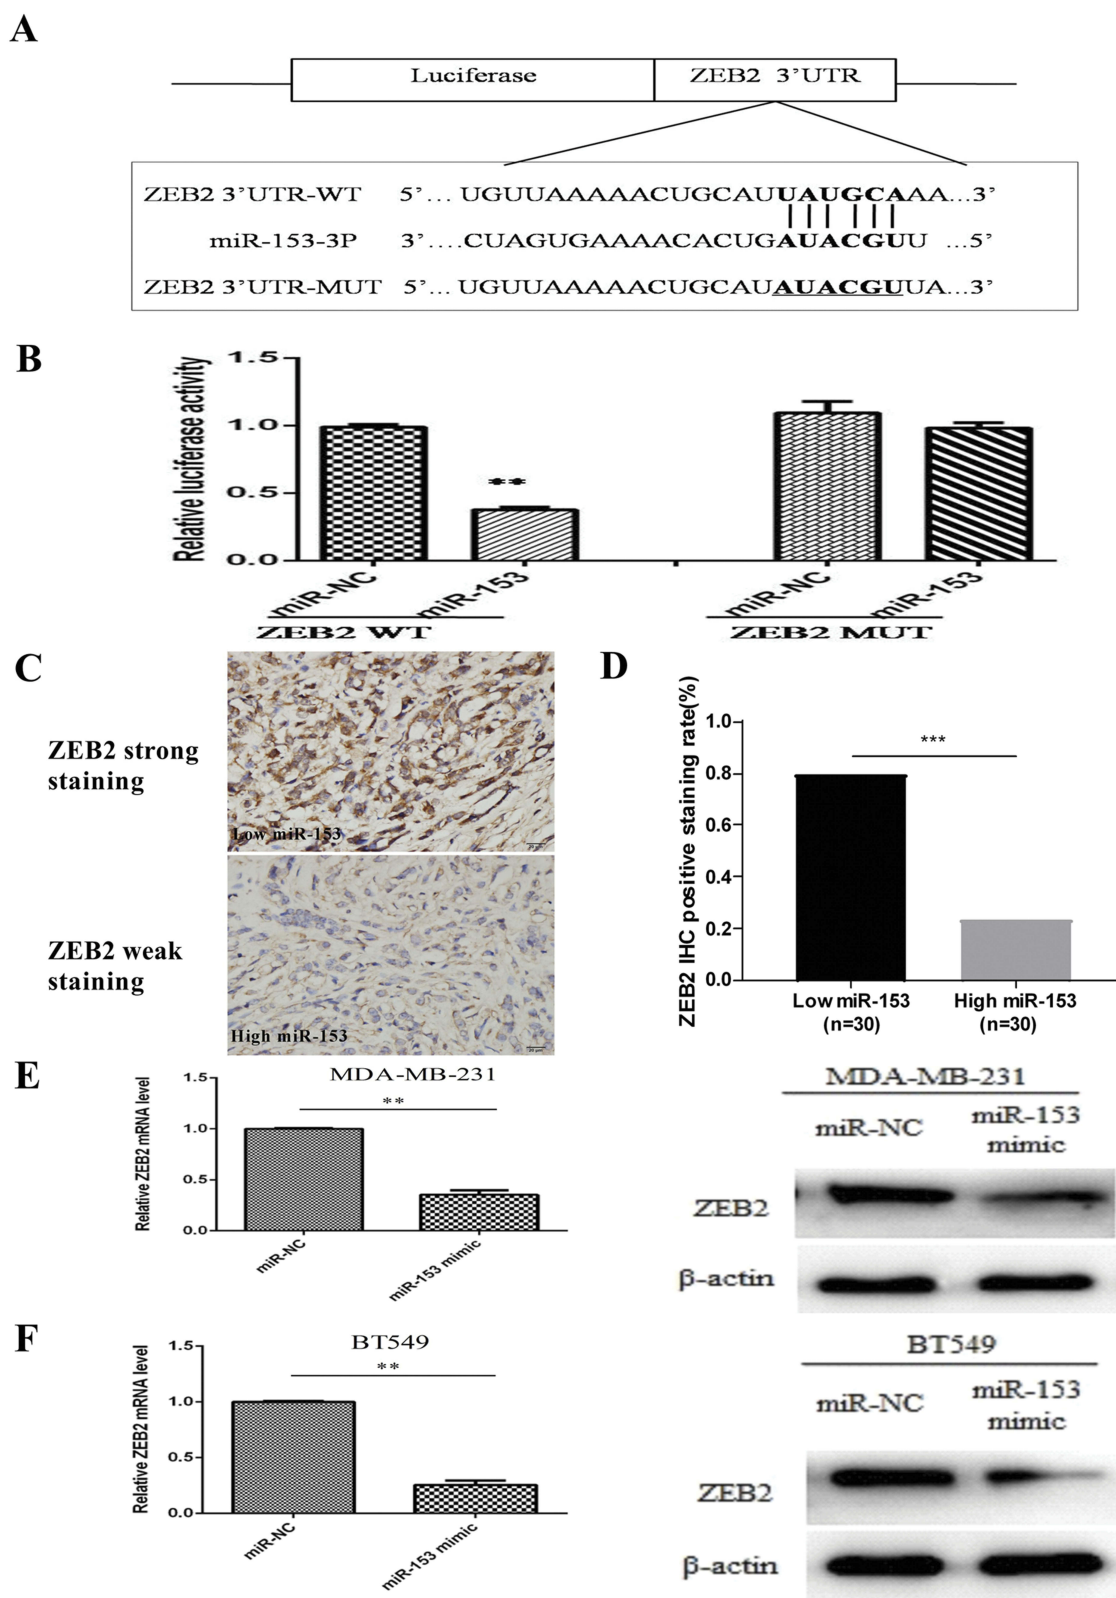 A
Luciferase
ZEB2 3'UTR
ZEB2 3'UTR-WT 5'... UGUUAAAAACUGCAUUAUGCAAA...3'
miR-153-3P 3'....CUAGUGAAAACACUGAUACGUU ...5'
ZEB2 3'UTR-MUT 5'... UGUUAAAAACUGCAUAUACGUUA...3'
B
Relative luciferase activity
1.5
1.0
0.5
0.0
**
miR-NC
miR-153
miR-NC
miR-153
ZEB2 WT
ZEB2 MUT
C
ZEB2 strong
staining
Low miR-153
ZEB2 weak
staining
High miR-153
D
ZEB2 IHC positive staining rate(%)
1.0
0.8
0.6
0.4
0.2
0.0
***
Low miR-153
(n=30)
High miR-153
(n=30)
E
MDA-MB-231
Relative ZEB2 mRNA level
1.5
1.0
0.5
0.0
**
miR-NC
miR-153 mimic
MDA-MB-231
miR-NC
miR-153
mimic
ZEB2
β-actin
F
BT549
Relative ZEB2 mRNA level
1.5
1.0
0.5
0.0
**
miR-NC
miR-153 mimic
BT549
miR-NC
miR-153
mimic
ZEB2
β-actin